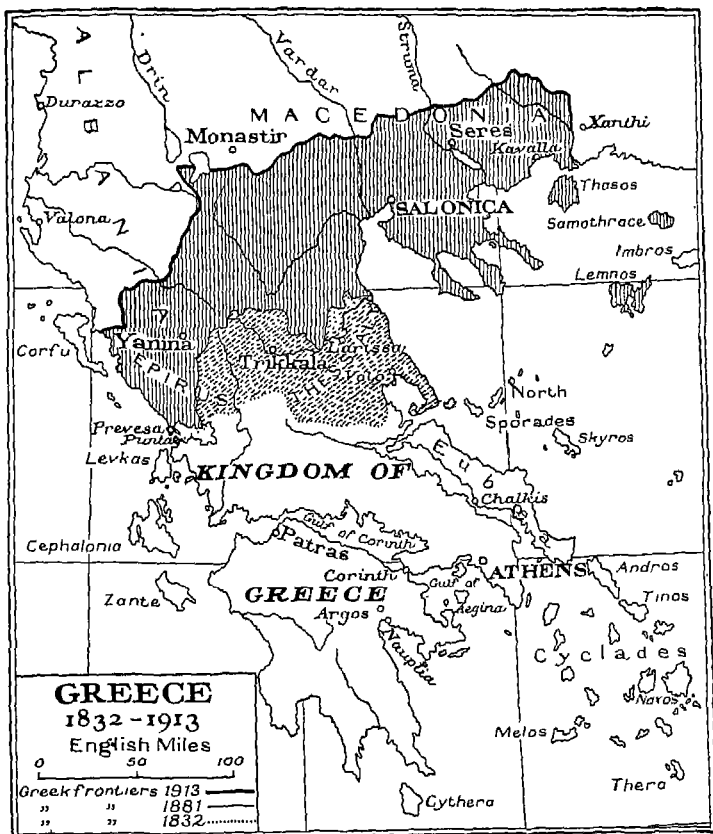 ALBANIA
Drin
Vardar
Struma
Durazzo
MACEDONIA
Monastir
Seres
Xanthi
Kavalla
Thasos
SALONICA
Valona
Samothrace
Imbros
Lemnos
Corfu
Yanina
Larissa
Trikkala
Volo
EPIRUS
THESSALY
North
Sporades
Prevesa
Punta
Skyros
Levkas
KINGDOM OF
Chalkis
Gulf of Corinth
Cephalonia
Patras
ATHENS
Andros
Corinth
Gulf of
Aegina
Zante
GREECE
Tinos
Argos
Nauplia
Cyclades
Naxos
Melos
Thera
Cythera
GREECE
1832-1913
English Miles
0 50 100
Greek frontiers 1913
" " 1881
" " 1832